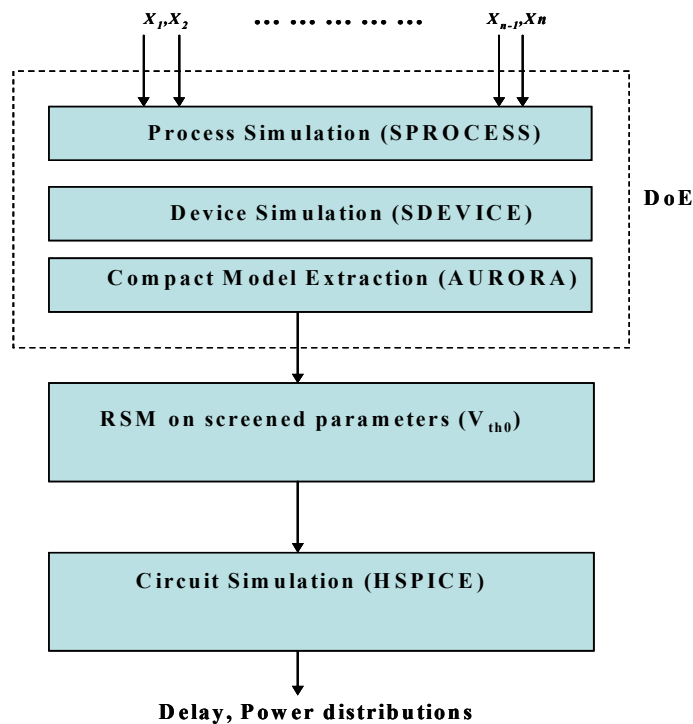 X1,X2 ... ... ... ... ... Xn-1,Xn
Process Simulation (SPROCESS)
Device Simulation (SDEVICE)
DoE
Compact Model Extraction (AURORA)
RSM on screened parameters (Vth0)
Circuit Simulation (HSPICE)
Delay, Power distributions